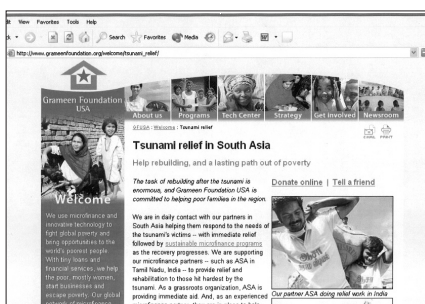 View Favorites Tools Help
Search Favorites Media
http://www.grameenfoundation.org/welcome/tsunami_relief/
Grameen Foundation
USA
About us Programs Tech Center Strategy Get Involved Newsroom
GFUSA : Welcome : Tsunami relief
Tsunami relief in South Asia
Help rebuilding, and a lasting path out of poverty
The task of rebuilding after the tsunami is
enormous, and Grameen Foundation USA is
committed to helping poor families in the region.
Donate online | Tell a friend
We are in daily contact with our partners in
South Asia helping them respond to the needs of
the tsunami's victims -- with immediate relief
followed by sustainable microfinance programs
as the recovery progresses. We are supporting
our microfinance partners -- such as ASA in
Tamil Nadu, India -- to provide relief and
rehabilitation to those hit hardest by the
tsunami. As a grassroots organization, ASA is
providing immediate aid. And, as an experienced
Our partner ASA doing relief work in India
Welcome
We use microfinance and
innovative technology to
fight global poverty and
bring opportunities to the
world's poorest people.
With tiny loans and
financial services, we help
the poor, mostly women,
start businesses and
escape poverty. Our global